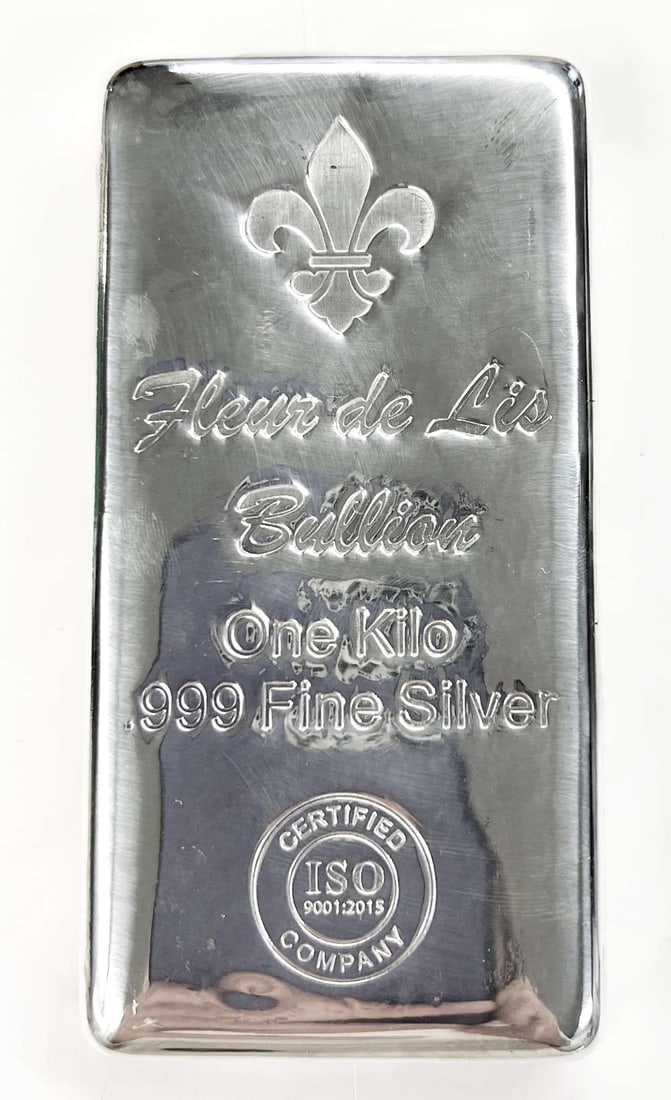 Fleur de Lis
Bullion
One Kilo
.999 Fine Silver
CERTIFIED
ISO
9001:2015
COMPANY